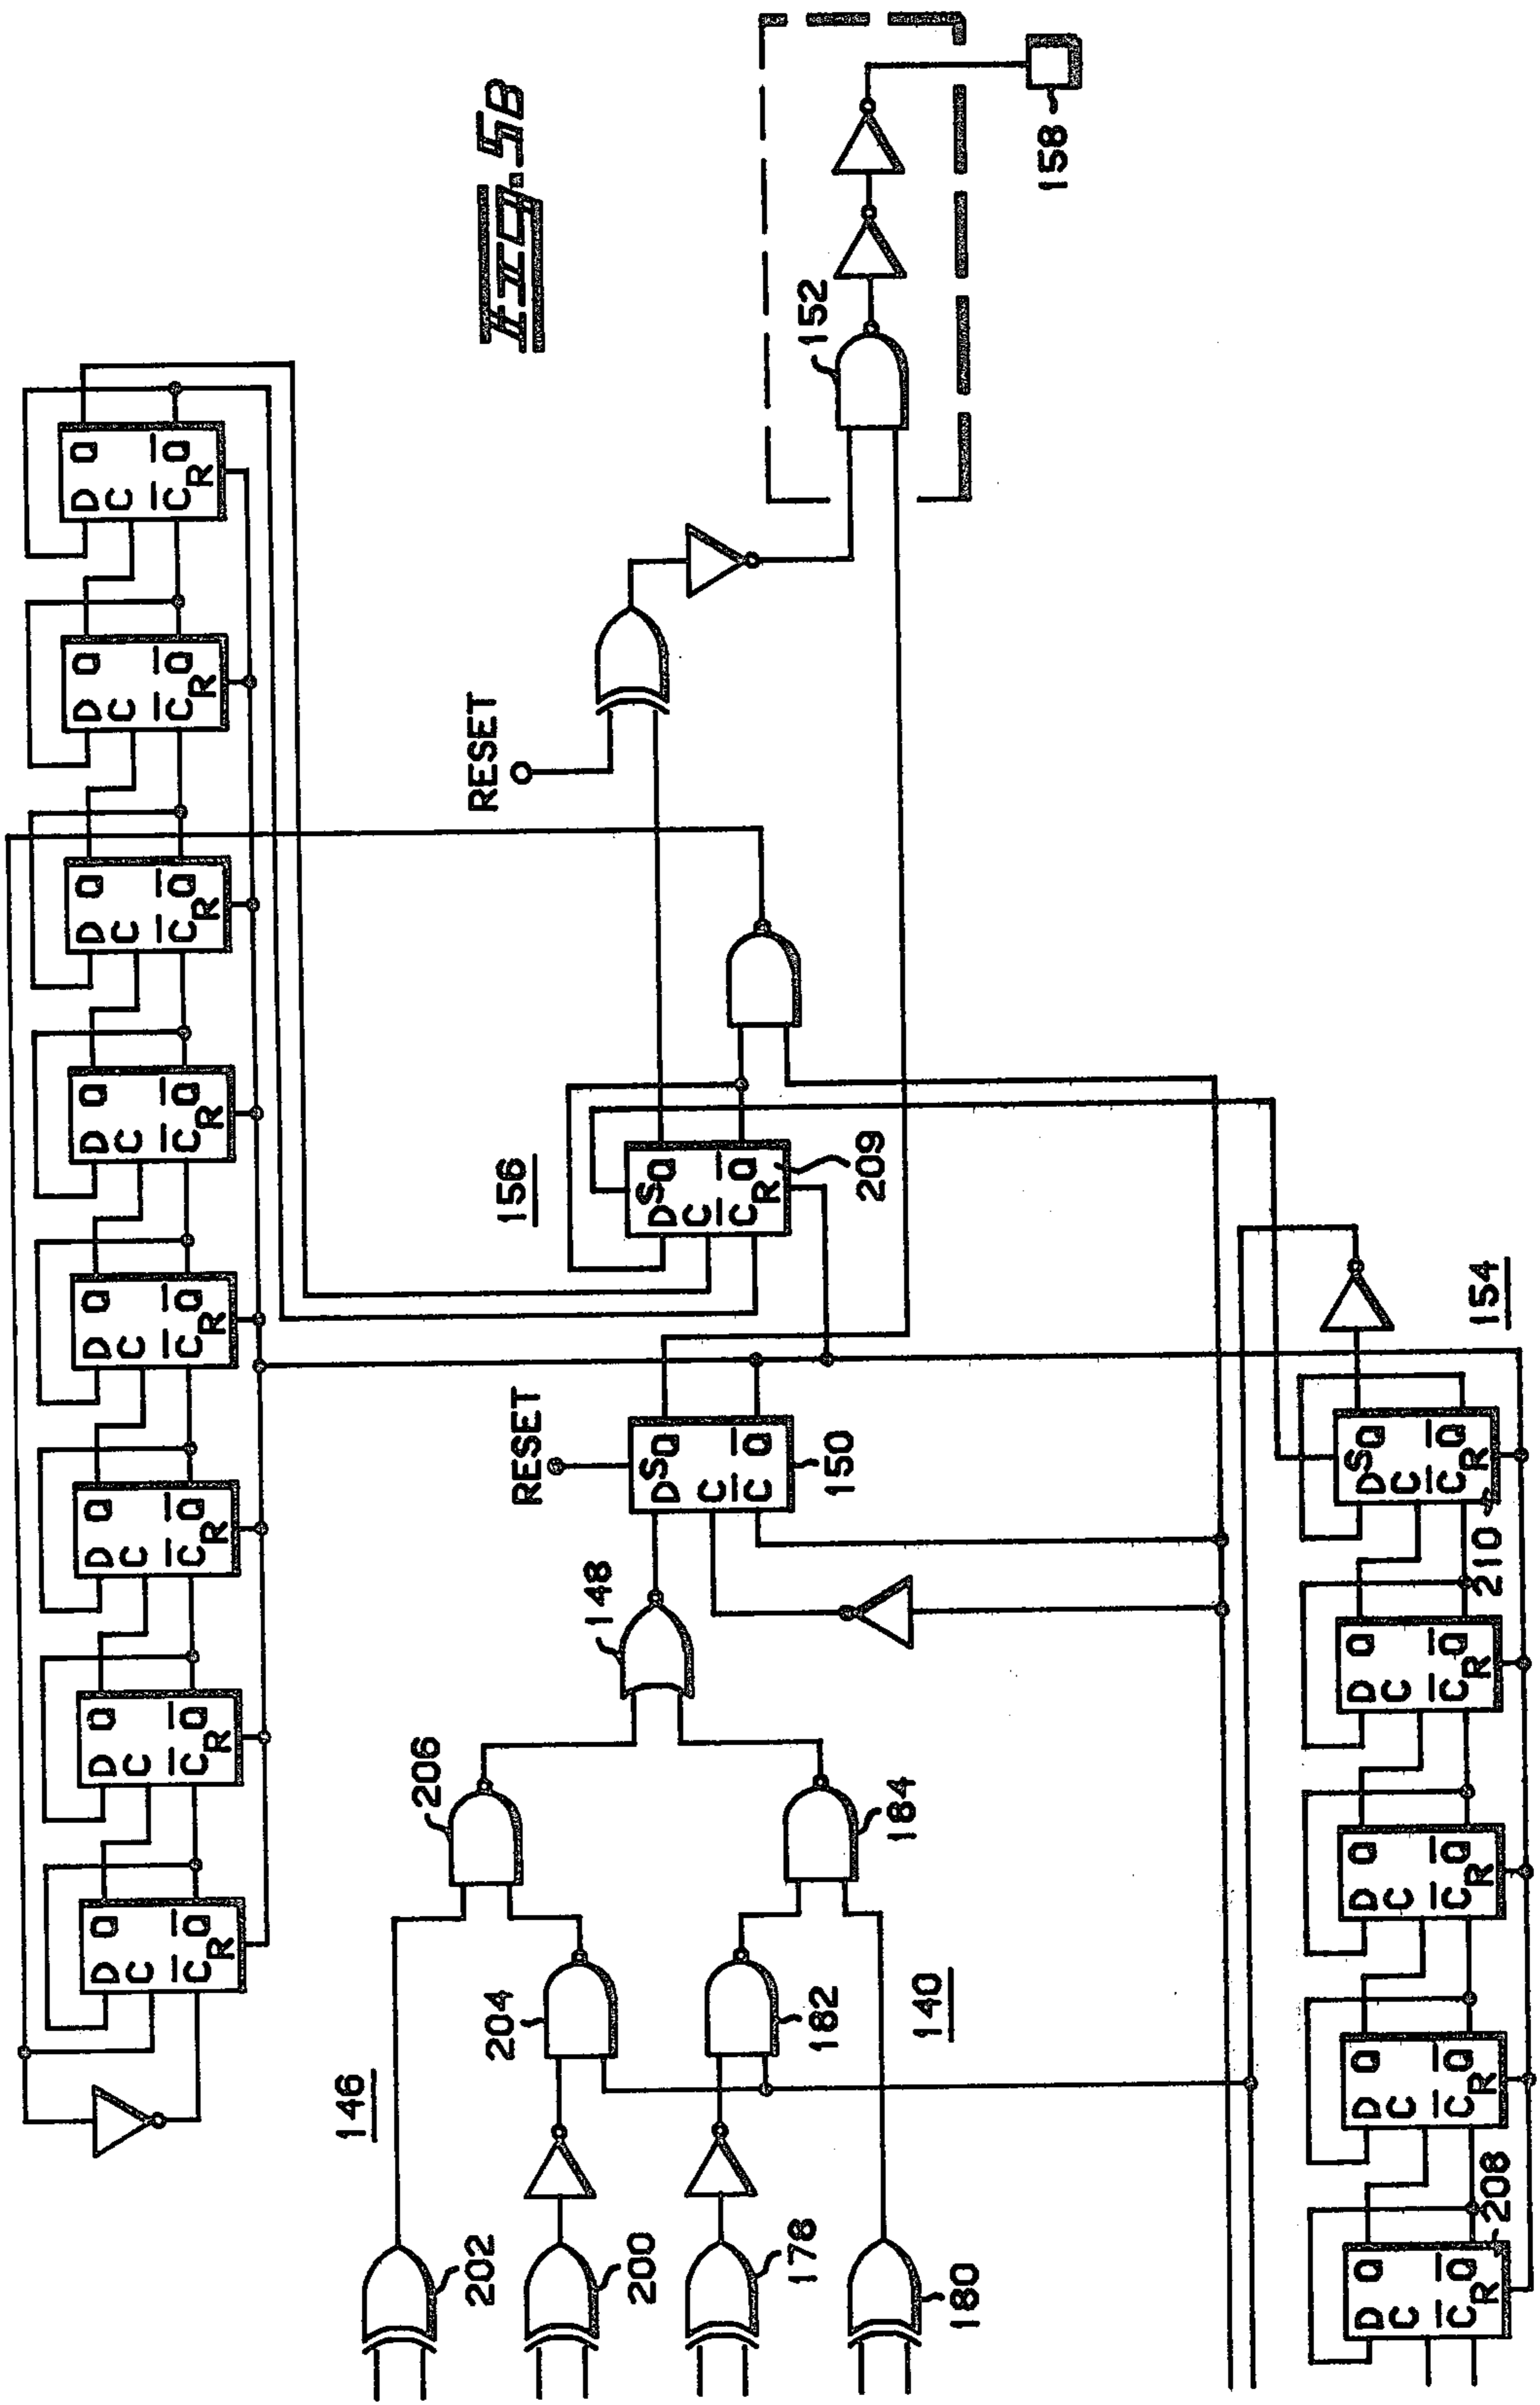 D Q D Q D Q D Q D Q D Q D Q D Q
C C C C C C C C
C̄ Q̄ C̄ Q̄ C̄ Q̄ C̄ Q̄ C̄ Q̄ C̄ Q̄ C̄ Q̄ C̄ Q̄
R R R R R R R R
146
202
206
FIG. 5B
RESET
RESET
156
204
200
148
D S Q
C
C̄ Q̄
150
D S Q
C
C̄ Q̄
R
209
152
178
182
184
180
140
158
D Q D Q D Q D Q D S Q
C C C C C
C̄ Q̄ C̄ Q̄ C̄ Q̄ C̄ Q̄ C̄ Q̄
R R R R R
208
210
154